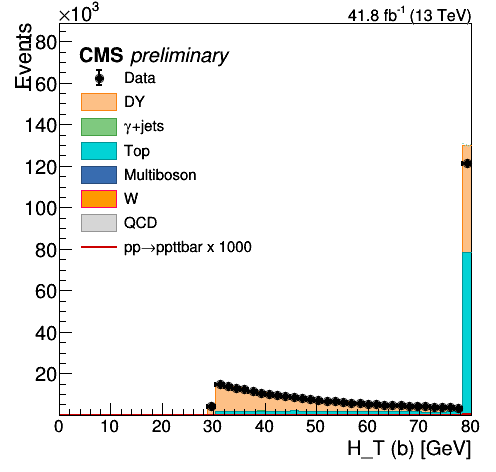 ×10³
41.8 fb⁻¹ (13 TeV)
Events
CMS preliminary
Data
DY
γ+jets
Top
Multiboson
W
QCD
pp→ppttbar x 1000
180
160
140
120
100
80
60
40
20
0 10 20 30 40 50 60 70 80
H_T (b) [GeV]